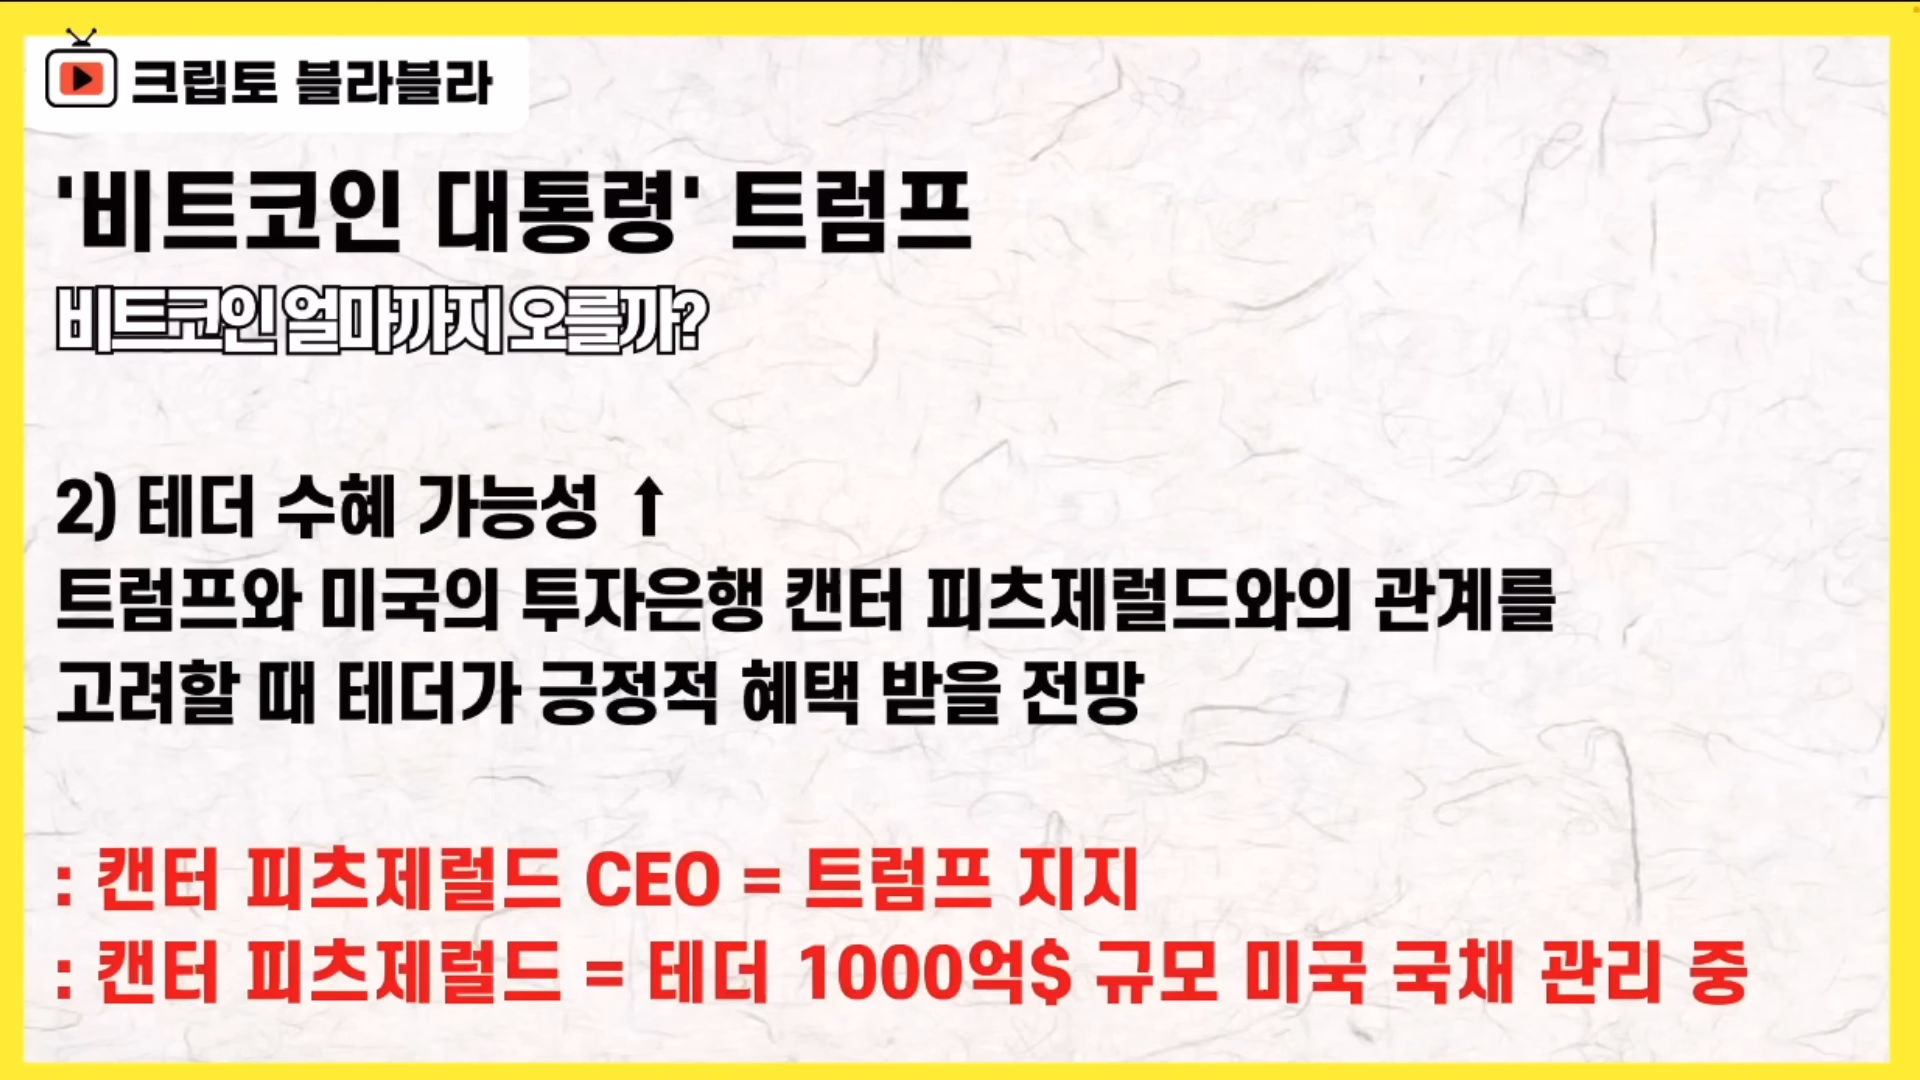 크립토 블라블라
'비트코인 대통령' 트럼프
비트코인 얼마까지 오를까?
2) 테더 수혜 가능성 ⬆
트럼프와 미국의 투자은행 캔터 피츠제럴드와의 관계를
고려할 때 테더가 긍정적 혜택 받을 전망
: 캔터 피츠제럴드 CEO = 트럼프 지지
: 캔터 피츠제럴드 = 테더 1000억$ 규모 미국 국채 관리 중